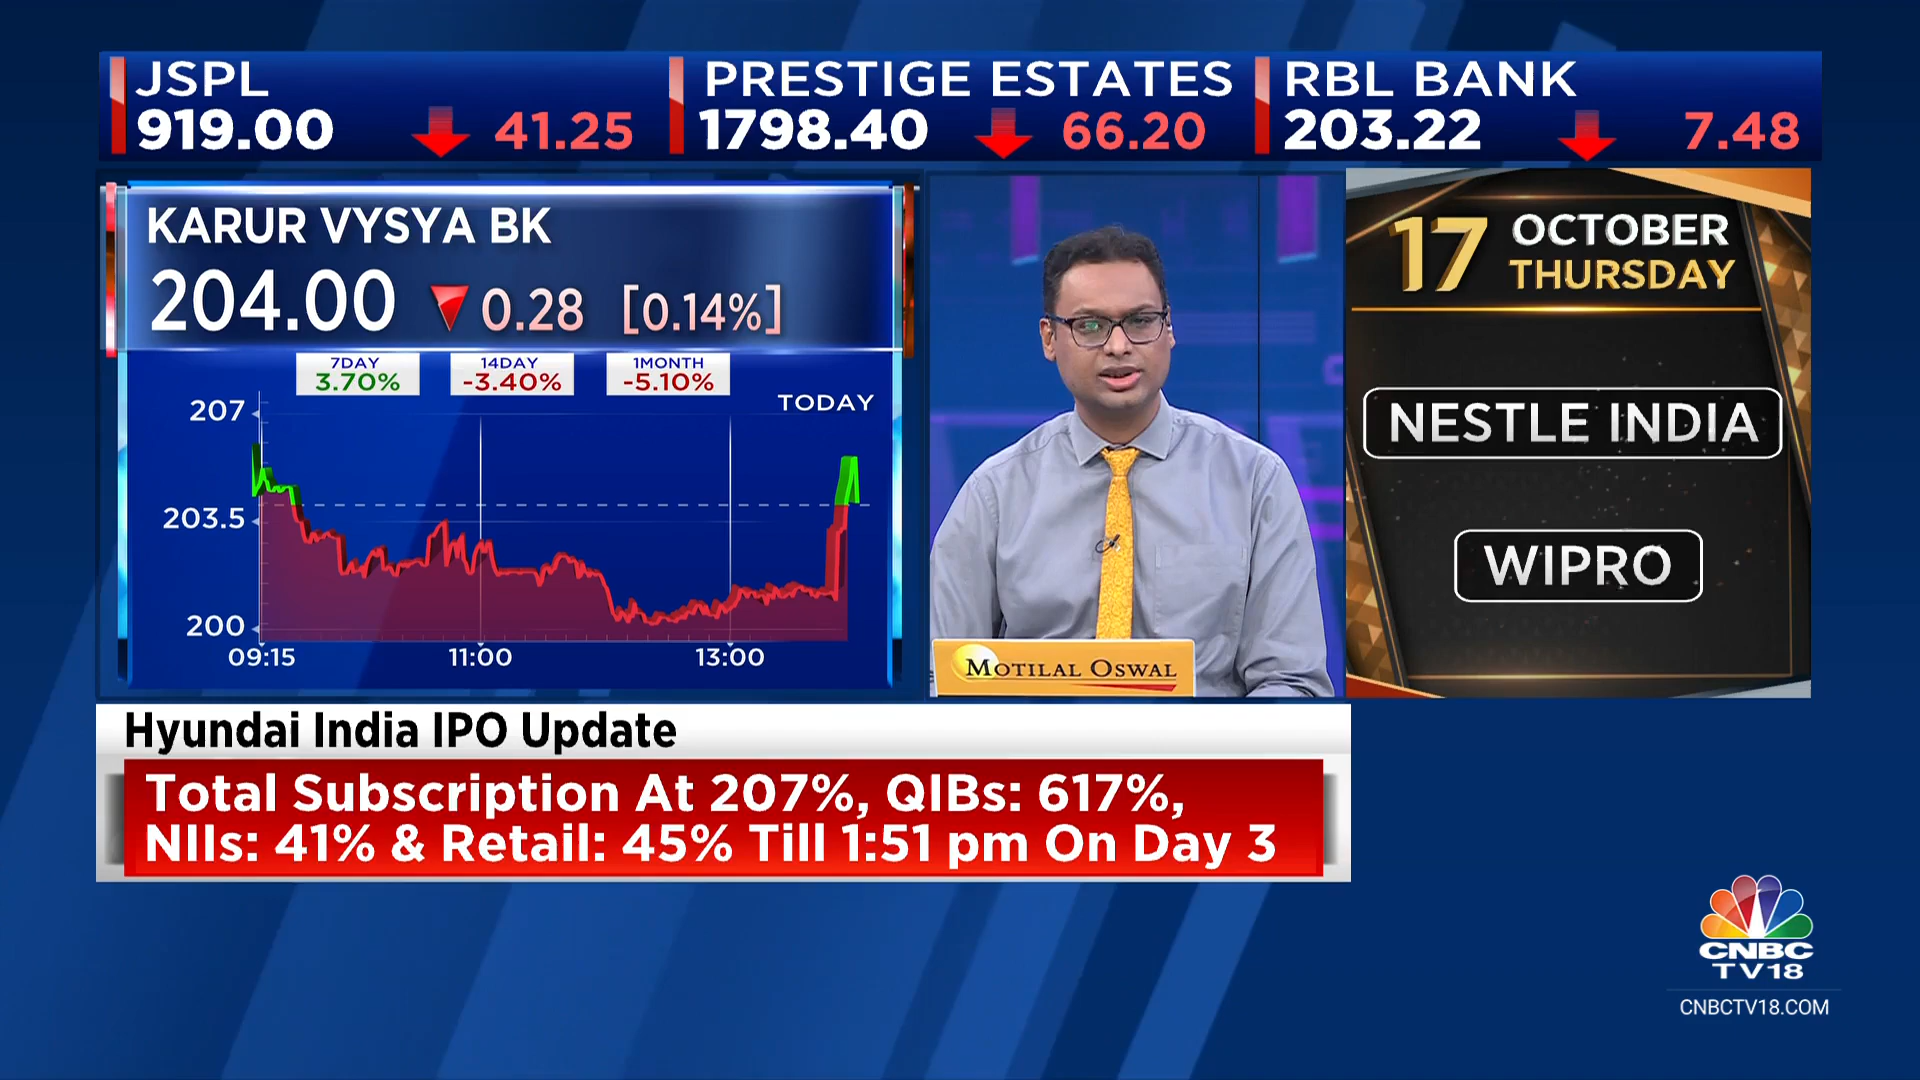 JSPL
919.00 41.25
PRESTIGE ESTATES
1798.40 66.20
RBL BANK
203.22 7.48
KARUR VYSYA BK
204.00 0.28 [0.14%]
7DAY
3.70%
14DAY
-3.40%
1MONTH
-5.10%
TODAY
207
203.5
200
09:15 11:00 13:00
MOTILAL OSWAL
17 OCTOBER
THURSDAY
NESTLE INDIA
WIPRO
Hyundai India IPO Update
Total Subscription At 207%, QIBs: 617%,
NIIs: 41% & Retail: 45% Till 1:51 pm On Day 3
CNBC
TV18
CNBCTV18.COM